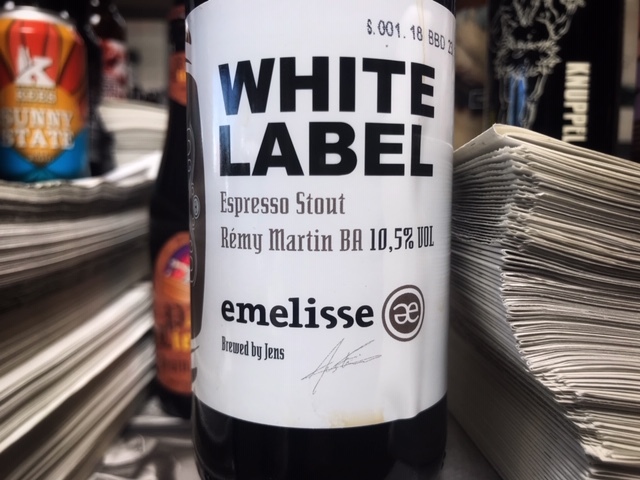 S.001.18 BBD
WHITE
LABEL
Espresso Stout
Rémy Martin BA 10,5% VOL
emelisse æ
Brewed by Jens
K
SUNNY
STATE
KNUPPEL